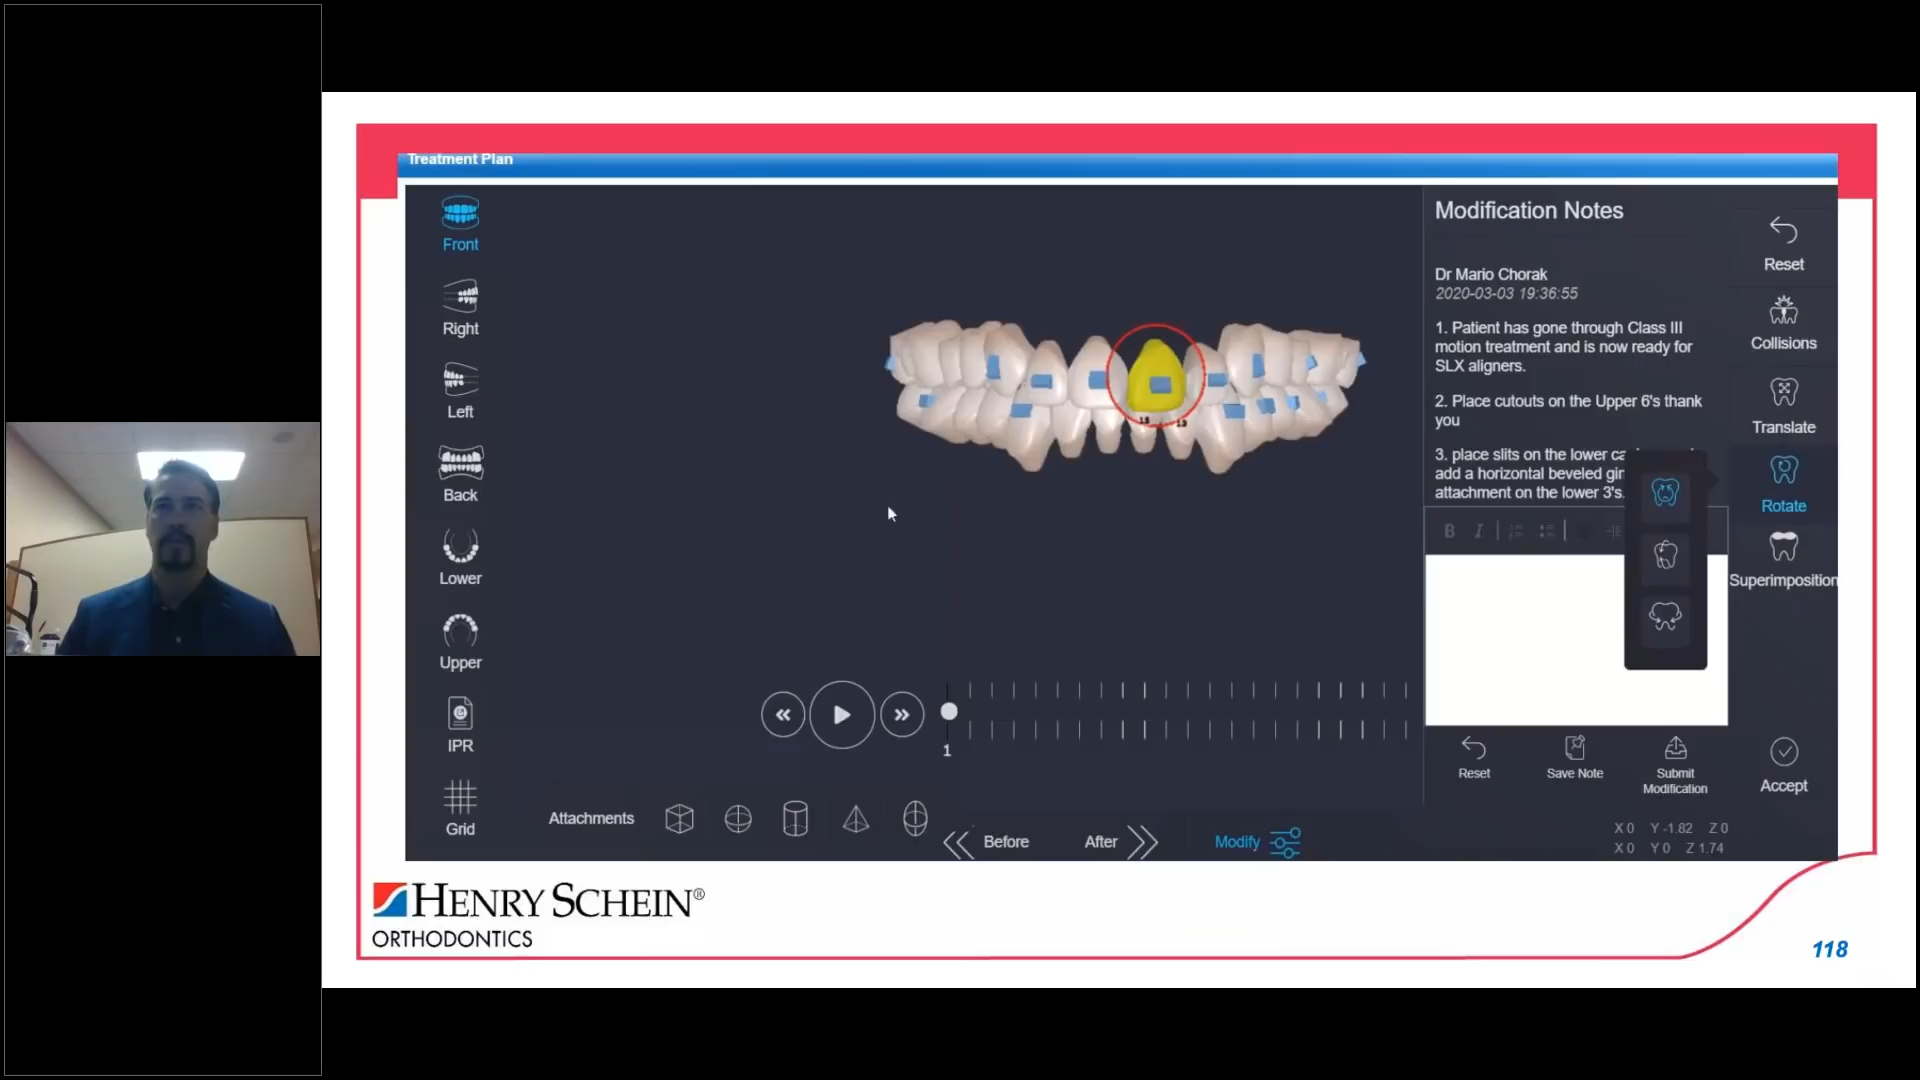 Treatment Plan
Front
Right
Left
Back
Lower
Upper
IPR
Grid
15
13
1
Attachments
Before
After
Modify
Modification Notes
Dr Mario Chorak
2020-03-03 19:36:55
1. Patient has gone through Class III
motion treatment and is now ready for
SLX aligners.
2. Place cutouts on the Upper 6's thank
you
3. place slits on the lower
add a horizontal beveled
attachment on the lower 3's.
B I
Reset
Save Note
Submit
Modification
Reset
Collisions
Translate
Rotate
Superimposition
Accept
X 0 Y -1.82 Z 0
X 0 Y 0 Z 1.74
HENRY SCHEIN®
ORTHODONTICS
118